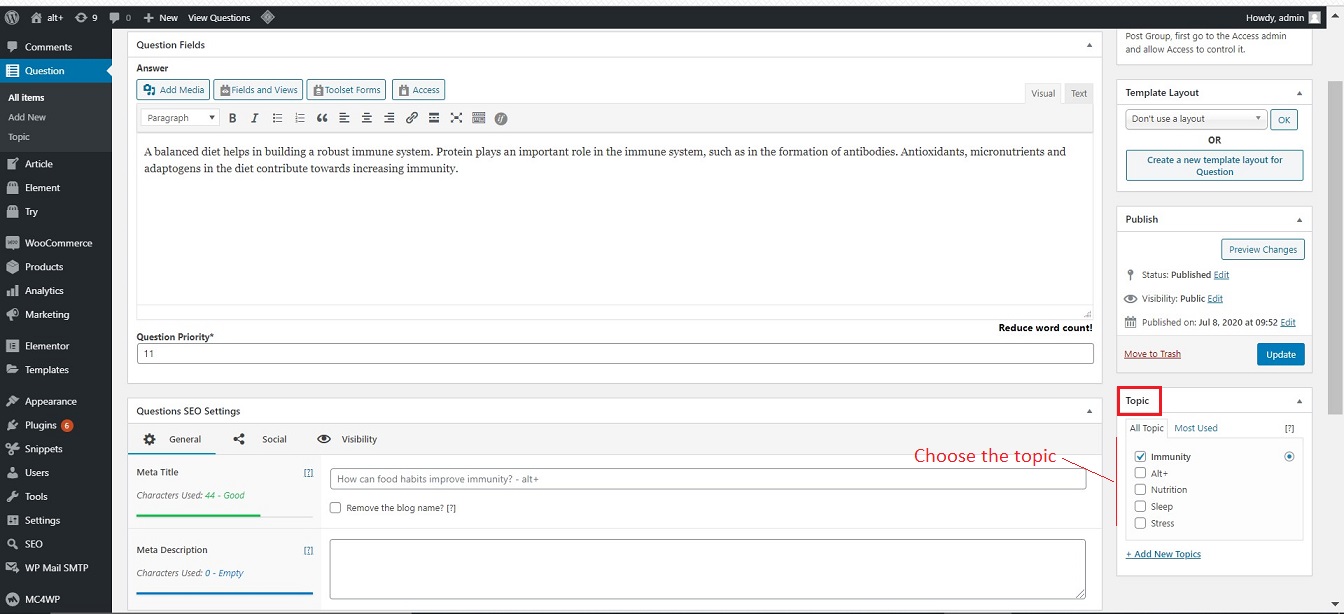 alt+ 9 0 New View Questions Howdy, admin
Comments
Question
All items
Add New
Topic
Article
Element
Try
WooCommerce
Products
Analytics
Marketing
Elementor
Templates
Appearance
Plugins 6
Snippets
Users
Tools
Settings
SEO
WP Mail SMTP
MC4WP
Question Fields
Answer
Add Media Fields and Views Toolset Forms Access
Visual Text
Paragraph B I
A balanced diet helps in building a robust immune system. Protein plays an important role in the immune system, such as in the formation of antibodies. Antioxidants, micronutrients and
adaptogens in the diet contribute towards increasing immunity.
Reduce word count!
Question Priority*
11
Questions SEO Settings
General Social Visibility
Meta Title [?]
Characters Used: 44 - Good
How can food habits improve immunity? - alt+
Remove the blog name? [?]
Meta Description [?]
Characters Used: 0 - Empty
Post Group, first go to the Access admin
and allow Access to control it.
Template Layout
Don't use a layout OK
OR
Create a new template layout for
Question
Publish
Preview Changes
Status: Published Edit
Visibility: Public Edit
Published on: Jul 8, 2020 at 09:52 Edit
Move to Trash Update
Topic
All Topic Most Used [?]
Choose the topic
Immunity
Alt+
Nutrition
Sleep
Stress
+ Add New Topics